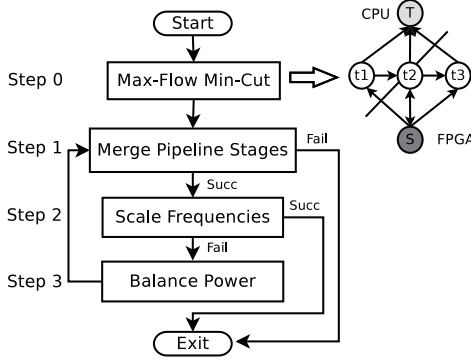 Start
CPU
T
Step 0
Max-Flow Min-Cut
t1
t2
t3
S
FPGA
Step 1
Merge Pipeline Stages
Fail
Succ
Step 2
Scale Frequencies
Succ
Fail
Step 3
Balance Power
Exit